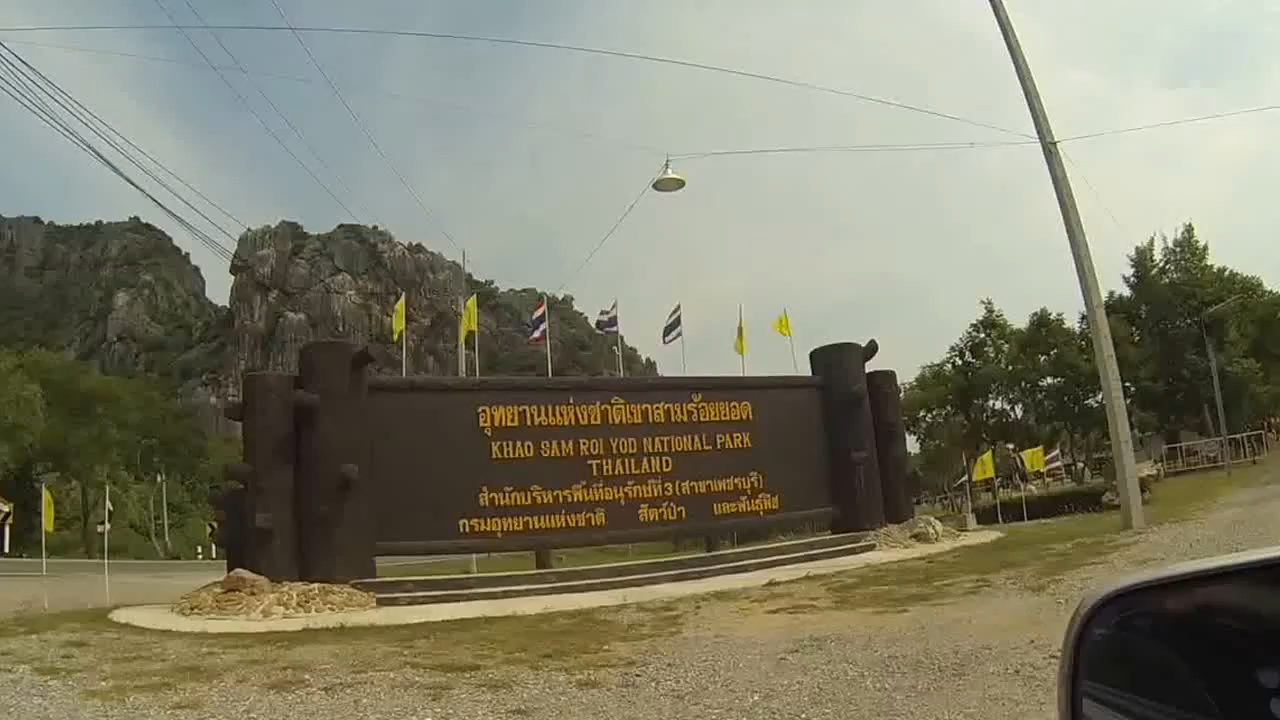 อุทยานแห่งชาติเขาสามร้อยยอด
KHAO SAM ROI YOD NATIONAL PARK
THAILAND
สำนักบริหารพื้นที่อนุรักษ์ที่ 3 (สาขาเพชรบุรี)
กรมอุทยานแห่งชาติ สัตว์ป่า และพันธุ์พืช